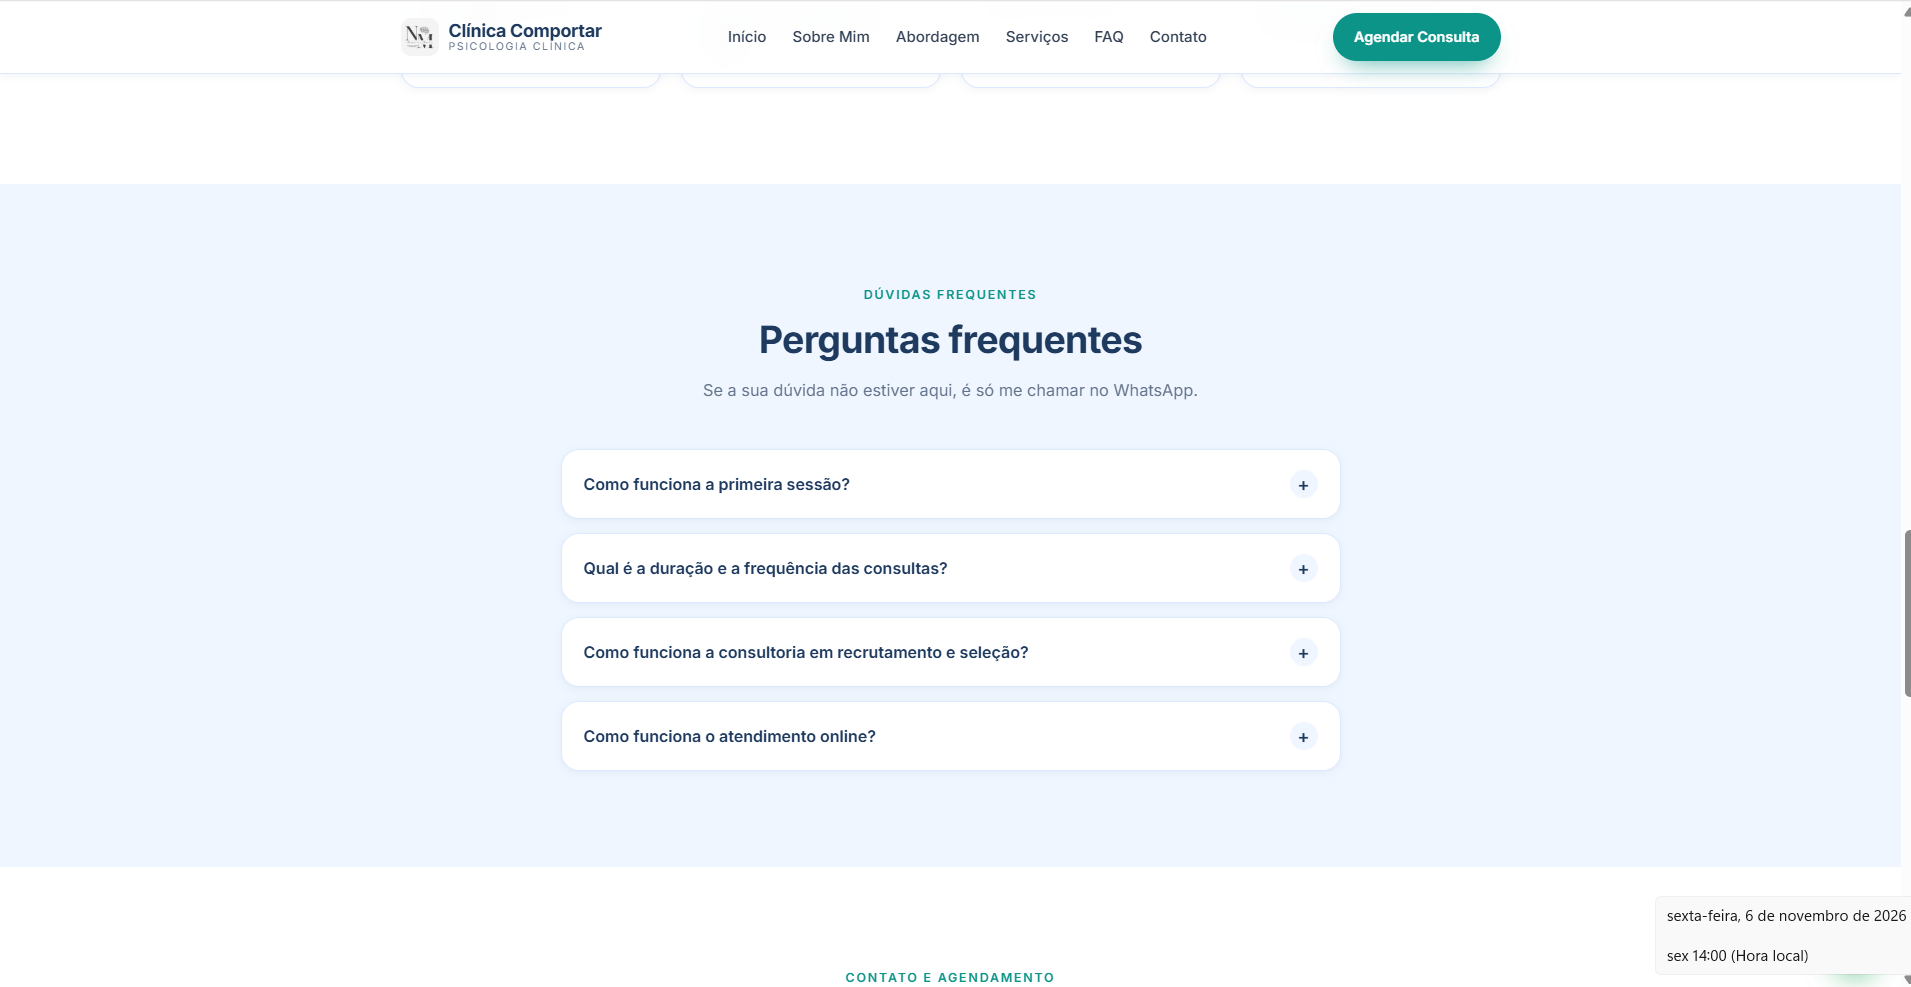 Clínica Comportar
PSICOLOGIA CLÍNICA
Início
Sobre Mim
Abordagem
Serviços
FAQ
Contato
Agendar Consulta
DÚVIDAS FREQUENTES
Perguntas frequentes
Se a sua dúvida não estiver aqui, é só me chamar no WhatsApp.
Como funciona a primeira sessão?
+
Qual é a duração e a frequência das consultas?
+
Como funciona a consultoria em recrutamento e seleção?
+
Como funciona o atendimento online?
+
sexta-feira, 6 de novembro de 2026
sex 14:00 (Hora local)
CONTATO E AGENDAMENTO